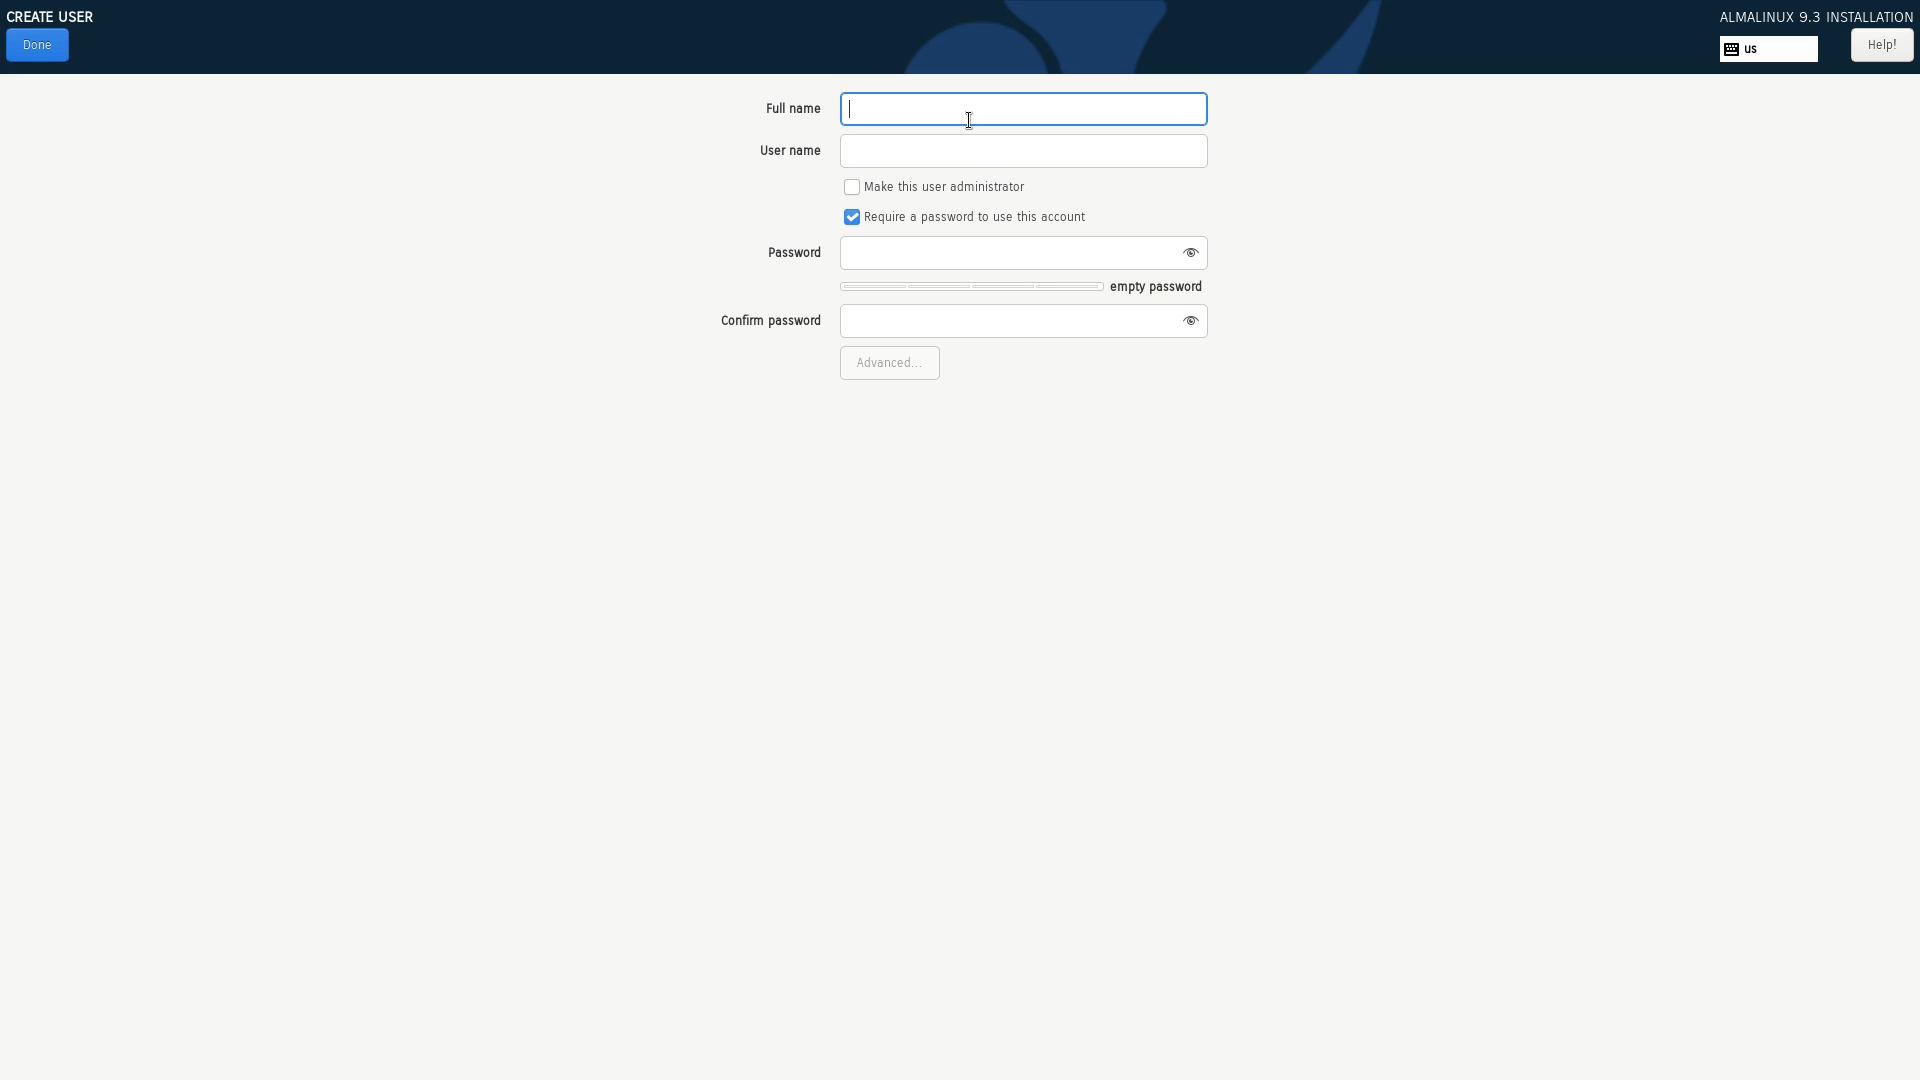 CREATE USER
ALMALINUX 9.3 INSTALLATION
Done
us
Help!
Full name
User name
Make this user administrator
Require a password to use this account
Password
empty password
Confirm password
Advanced...